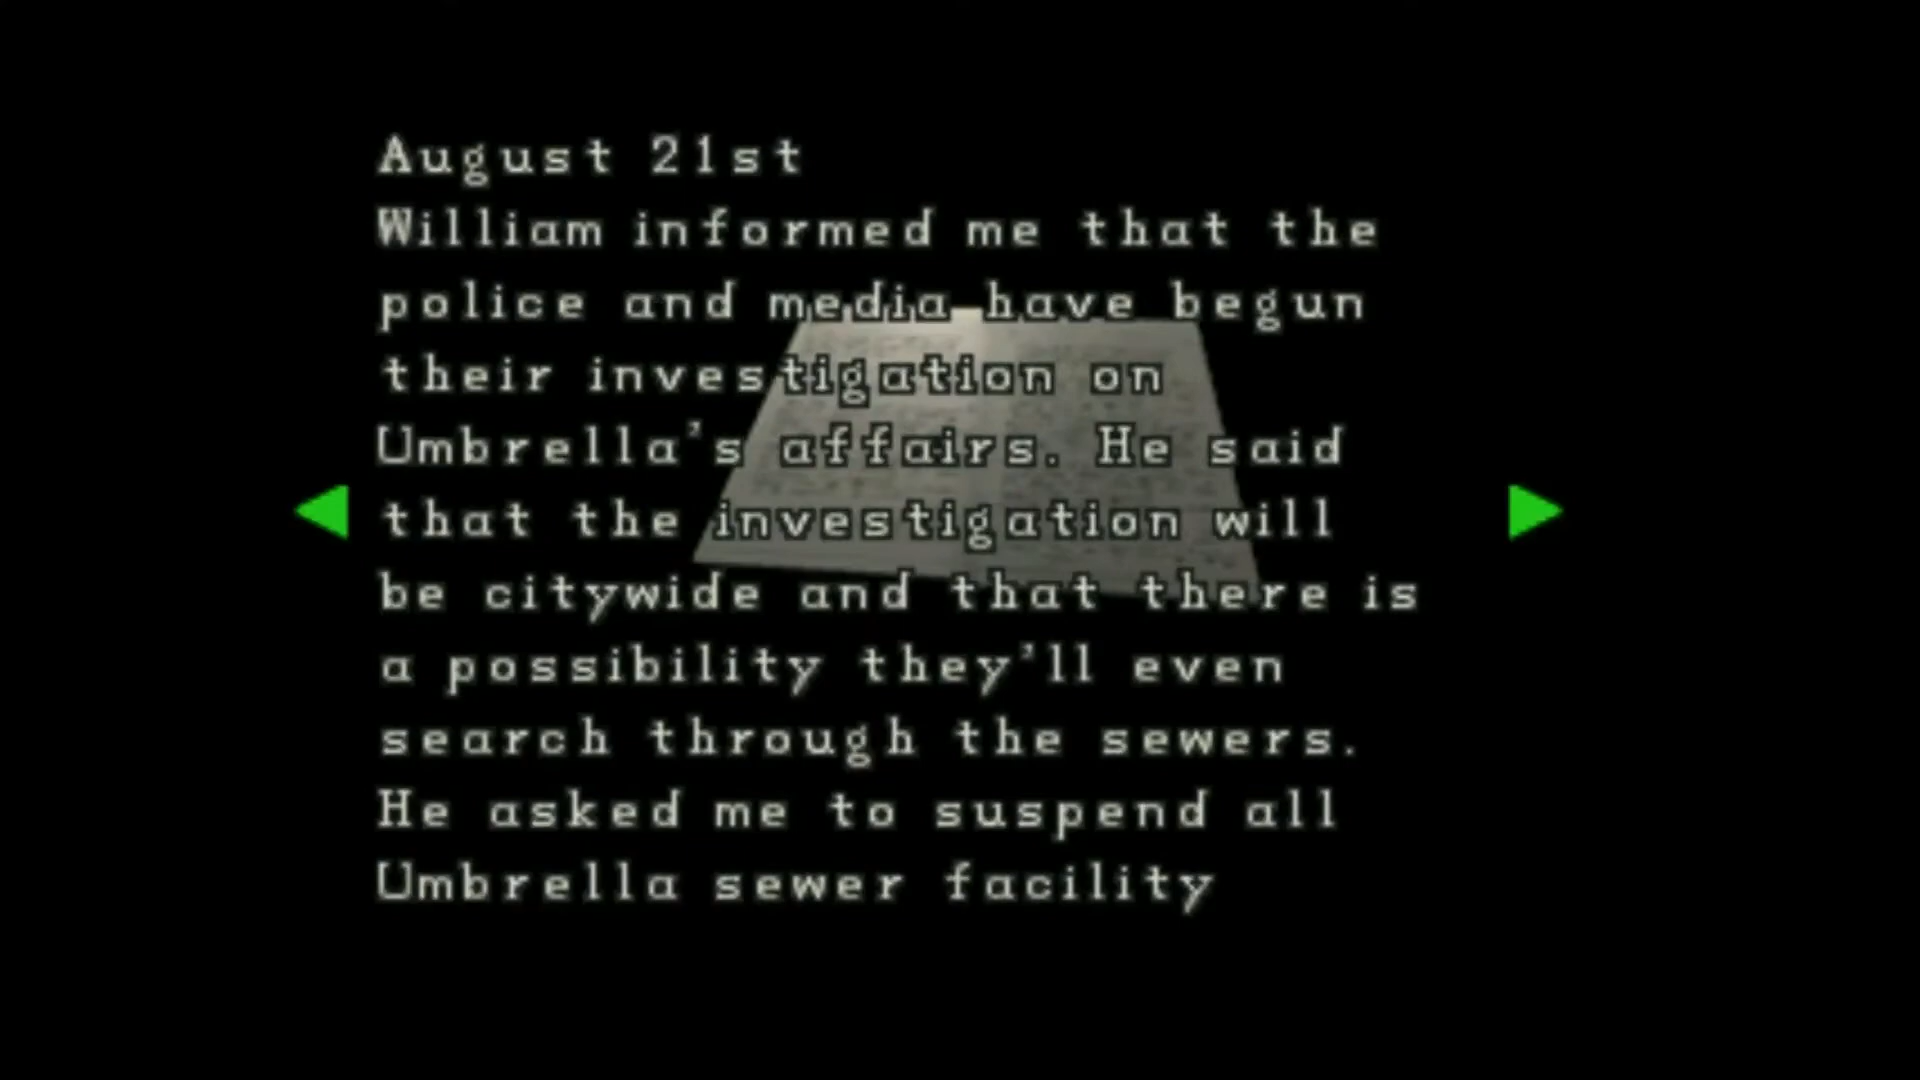 August 21st
William informed me that the
police and media have begun
their investigation on
Umbrella's affairs. He said
that the investigation will
be citywide and that there is
a possibility they'll even
search through the sewers.
He asked me to suspend all
Umbrella sewer facility